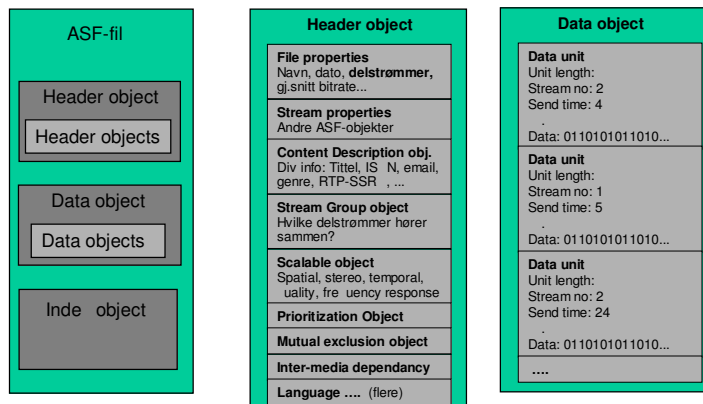 ASF-fil
Header object
Header objects
Data object
Data objects
Inde object
Header object
File properties
Navn, dato, delstrømmer,
gj.snitt bitrate...
Stream properties
Andre ASF-objekter
Content Description obj.
Div info: Tittel, IS N, email,
genre, RTP-SSR , ...
Stream Group object
Hvilke delstrømmer hører
sammen?
Scalable object
Spatial, stereo, temporal,
uality, fre uency response
Prioritization Object
Mutual exclusion object
Inter-media dependancy
Language .... (flere)
Data object
Data unit
Unit length:
Stream no: 2
Send time: 4
.
Data: 0110101011010...
Data unit
Unit length:
Stream no: 1
Send time: 5
.
Data: 0110101011010...
Data unit
Unit length:
Stream no: 2
Send time: 24
.
Data: 0110101011010...
....